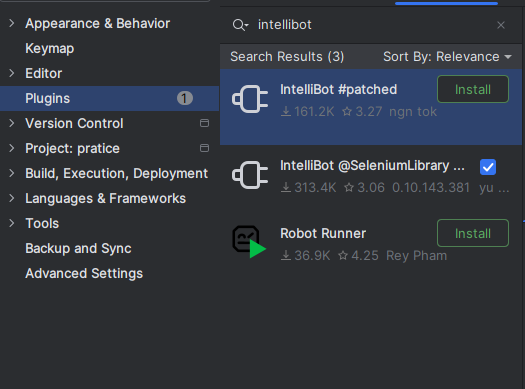 Appearance & Behavior
Keymap
Editor
Plugins 1
Version Control
Project: pratice
Build, Execution, Deployment
Languages & Frameworks
Tools
Backup and Sync
Advanced Settings
intellibot
Search Results (3) Sort By: Relevance
IntelliBot #patched Install
161.2K 3.27 ngn tok
IntelliBot @SeleniumLibrary ...
313.4K 3.06 0.10.143.381 yu ...
Robot Runner Install
36.9K 4.25 Rey Pham